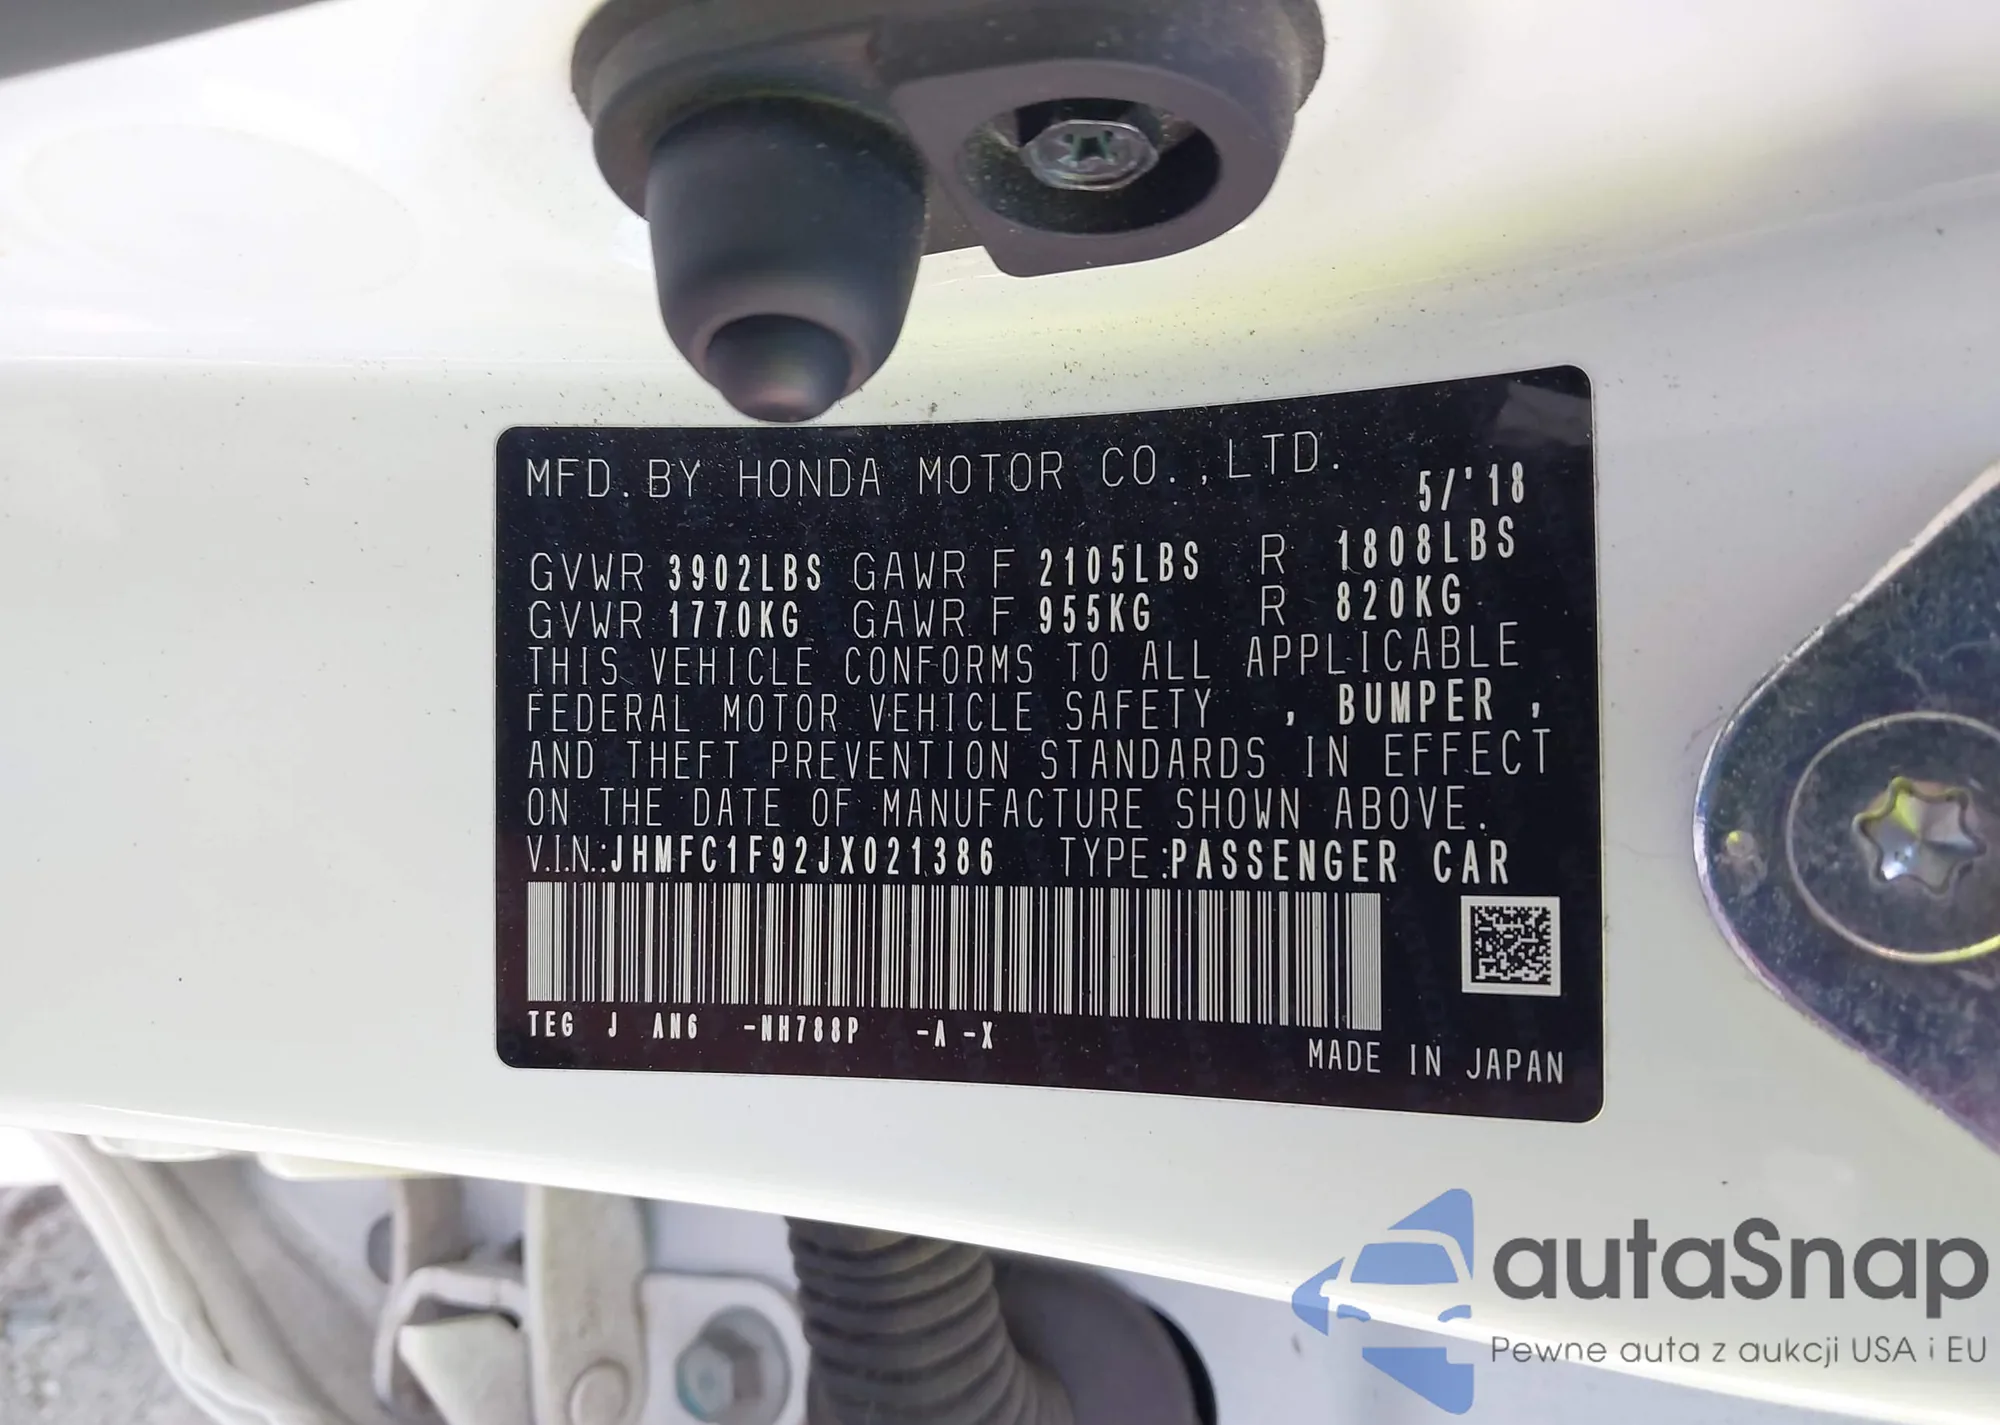 MFD. BY HONDA MOTOR CO., LTD.
5/'18
GVWR 3902LBS GAWR F 2105LBS R 1808LBS
GVWR 1770KG GAWR F 955KG R 820KG
THIS VEHICLE CONFORMS TO ALL APPLICABLE
FEDERAL MOTOR VEHICLE SAFETY , BUMPER ,
AND THEFT PREVENTION STANDARDS IN EFFECT
ON THE DATE OF MANUFACTURE SHOWN ABOVE.
V.I.N.:JHMFC1F92JX021386 TYPE:PASSENGER CAR
TEG J AN6 -NH788P -A -X
MADE IN JAPAN
autaSnap
Pewne auta z aukcji USA i EU